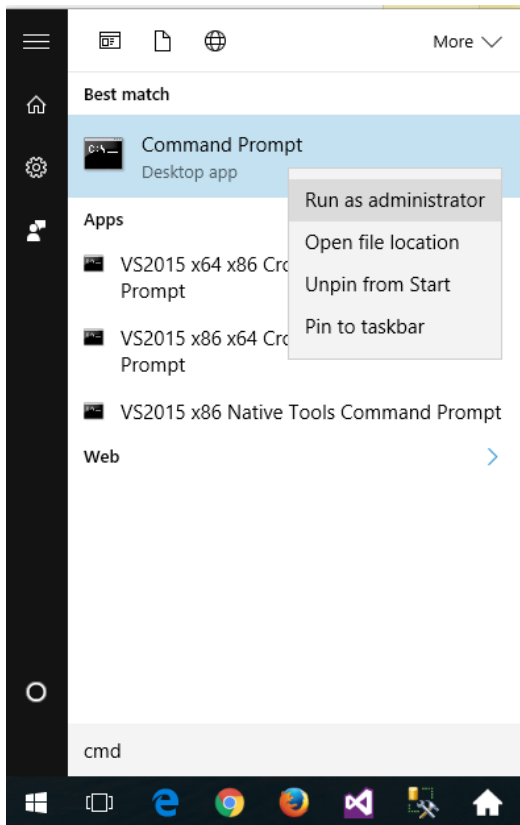 More
Best match
Command Prompt
Desktop app
Run as administrator
Open file location
Unpin from Start
Pin to taskbar
Apps
VS2015 x64 x86 Cro
Prompt
VS2015 x86 x64 Cro
Prompt
VS2015 x86 Native Tools Command Prompt
Web
cmd